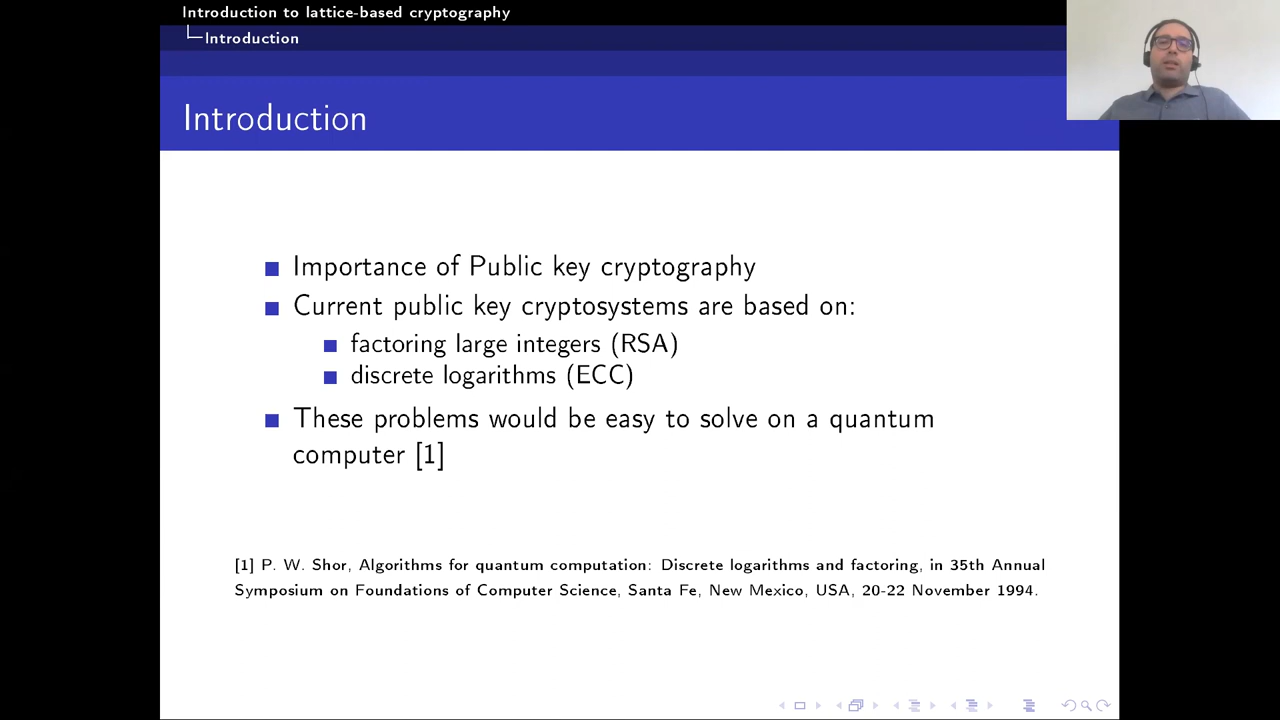 Introduction to lattice-based cryptography
Introduction
Introduction
Importance of Public key cryptography
Current public key cryptosystems are based on:
factoring large integers (RSA)
discrete logarithms (ECC)
These problems would be easy to solve on a quantum
computer [1]
[1] P. W. Shor, Algorithms for quantum computation: Discrete logarithms and factoring, in 35th Annual
Symposium on Foundations of Computer Science, Santa Fe, New Mexico, USA, 20-22 November 1994.